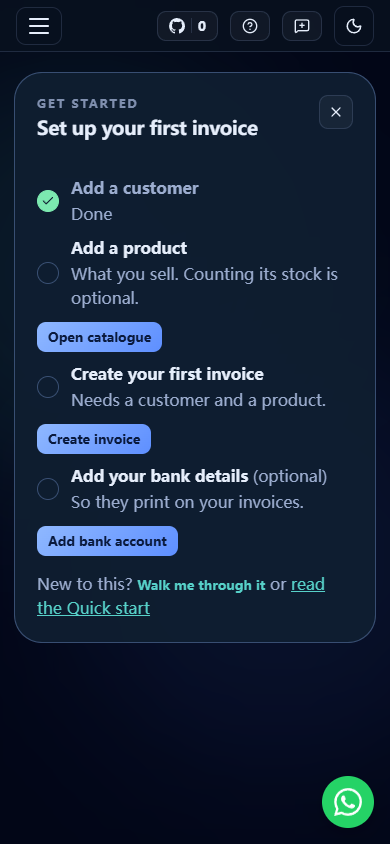 0
GET STARTED
Set up your first invoice
Add a customer
Done
Add a product
What you sell. Counting its stock is
optional.
Open catalogue
Create your first invoice
Needs a customer and a product.
Create invoice
Add your bank details (optional)
So they print on your invoices.
Add bank account
New to this? Walk me through it or read
the Quick start